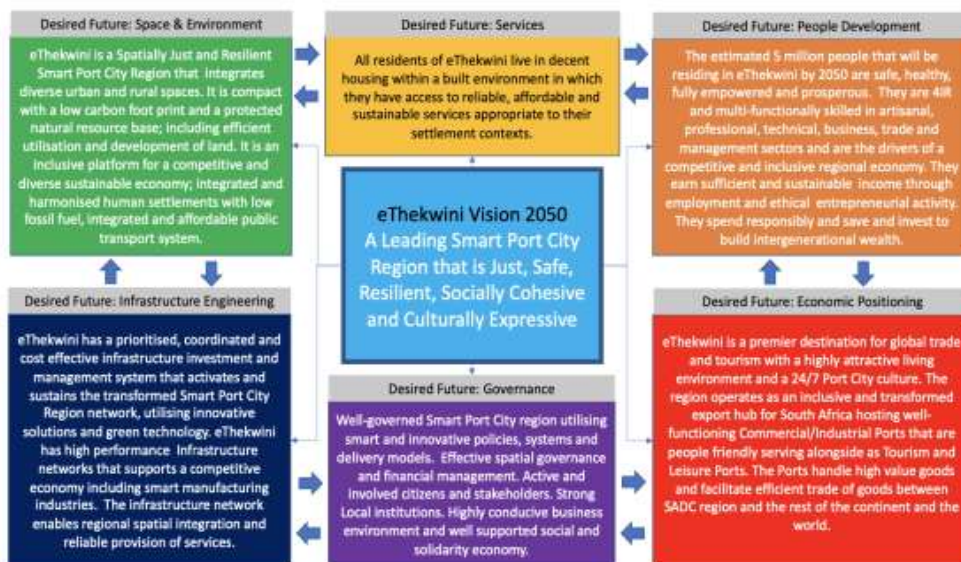 Desired Future: Space & Environment
eThekwini is a Spatially Just and Resilient
Smart Port City Region that integrates
diverse urban and rural spaces. It is compact
with a low carbon foot print and a protected
natural resource base; including efficient
utilisation and development of land. It is an
inclusive platform for a competitive and
diverse sustainable economy; integrated and
harmonised human settlements with low
fossil fuel, integrated and affordable public
transport system.
Desired Future: Services
All residents of eThekwini live in decent
housing within a built environment in which
they have access to reliable, affordable and
sustainable services appropriate to their
settlement contexts.
Desired Future: People Development
The estimated 5 million people that will be
residing in eThekwini by 2050 are safe, healthy,
fully empowered and prosperous. They are 4IR
and multi-functionally skilled in artisanal,
professional, technical, business, trade and
management sectors and are the drivers of a
competitive and inclusive regional economy. They
earn sufficient and sustainable income through
employment and ethical entrepreneurial activity.
They spend responsibly and save and invest to
build intergenerational wealth.
eThekwini Vision 2050
A Leading Smart Port City
Region that is Just, Safe,
Resilient, Socially Cohesive
and Culturally Expressive
Desired Future: Infrastructure Engineering
eThekwini has a prioritised, coordinated and
cost effective infrastructure investment and
management system that activates and
sustains the transformed Smart Port City
Region network, utilising innovative
solutions and green technology. eThekwini
has high performance Infrastructure
networks that supports a competitive
economy including smart manufacturing
industries. The infrastructure network
enables regional spatial integration and
reliable provision of services.
Desired Future: Governance
Well-governed Smart Port City region utilising
smart and innovative policies, systems and
delivery models. Effective spatial governance
and financial management. Active and
involved citizens and stakeholders. Strong
Local institutions. Highly conducive business
environment and well supported social and
solidarity economy.
Desired Future: Economic Positioning
eThekwini is a premier destination for global trade
and tourism with a highly attractive living
environment and a 24/7 Port City culture. The
region operates as an inclusive and transformed
export hub for South Africa hosting well-
functioning Commercial/Industrial Ports that are
people friendly serving alongside as Tourism and
Leisure Ports. The Ports handle high value goods
and facilitate efficient trade of goods between
SADC region and the rest of the continent and the
world.